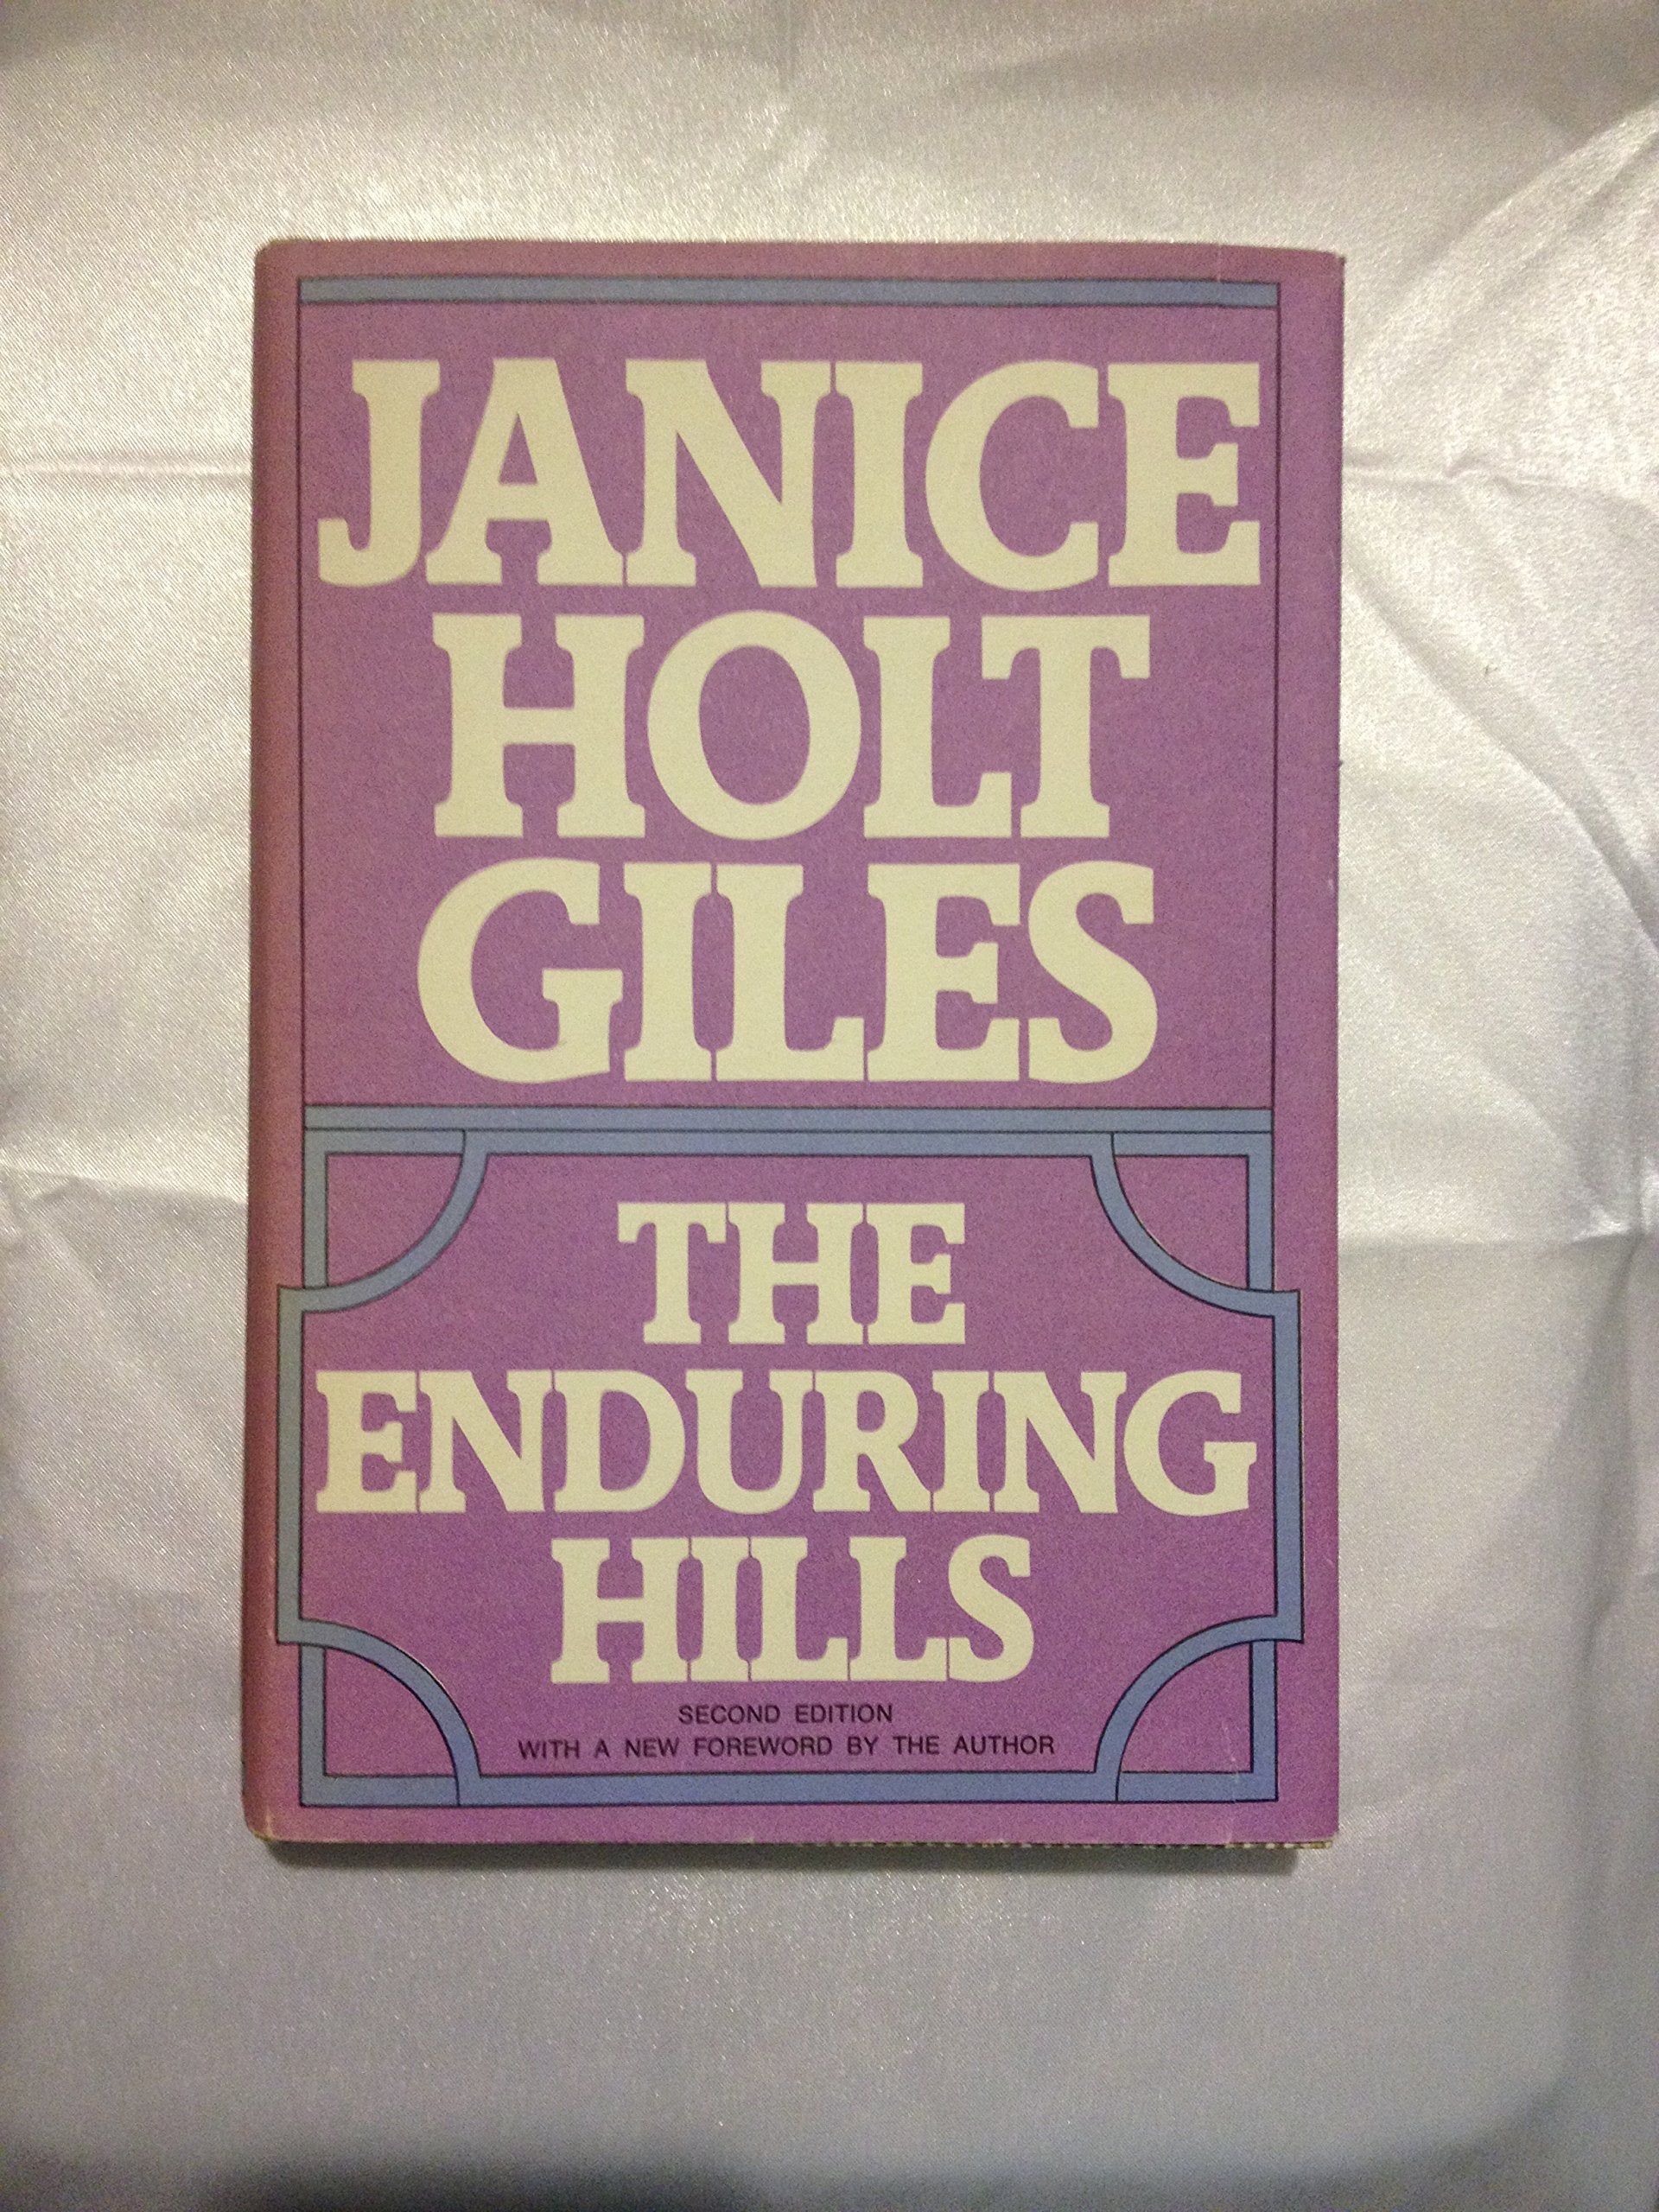 JANICE
HOLT
GILES
THE
ENDURING
HILLS
SECOND EDITION
WITH A NEW FOREWORD BY THE AUTHOR